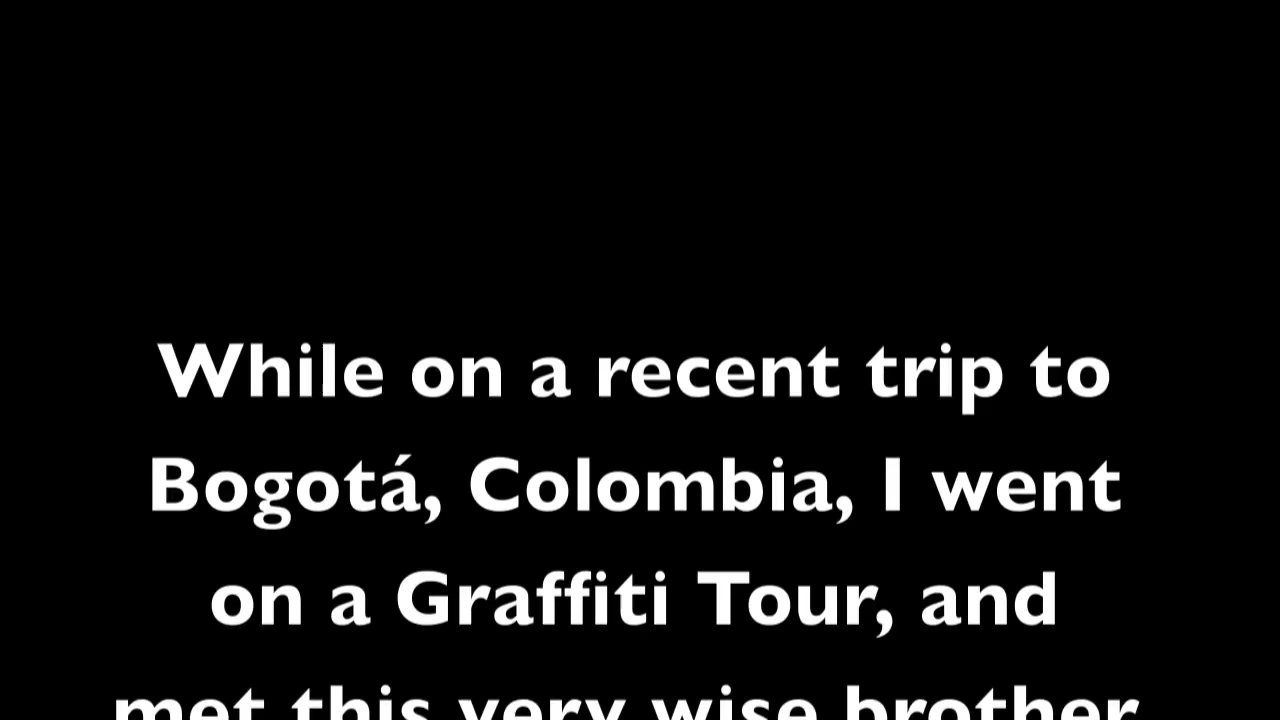 While on a recent trip to
Bogotá, Colombia, I went
on a Graffiti Tour, and
met this very wise brother